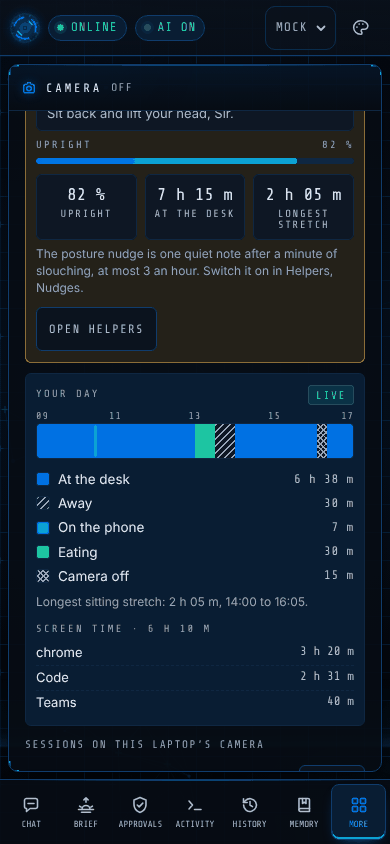 ONLINE
AI ON
MOCK
CAMERA OFF
Sit back and lift your head, Sir.
UPRIGHT 82 %
82 % 7 h 15 m 2 h 05 m
UPRIGHT AT THE DESK LONGEST
STRETCH
The posture nudge is one quiet note after a minute of
slouching, at most 3 an hour. Switch it on in Helpers,
Nudges.
OPEN HELPERS
YOUR DAY LIVE
09 11 13 15 17
At the desk 6 h 38 m
Away 30 m
On the phone 7 m
Eating 30 m
Camera off 15 m
Longest sitting stretch: 2 h 05 m, 14:00 to 16:05.
SCREEN TIME · 6 H 10 M
chrome 3 h 20 m
Code 2 h 31 m
Teams 40 m
SESSIONS ON THIS LAPTOP'S CAMERA
CHAT BRIEF APPROVALS ACTIVITY HISTORY MEMORY MORE